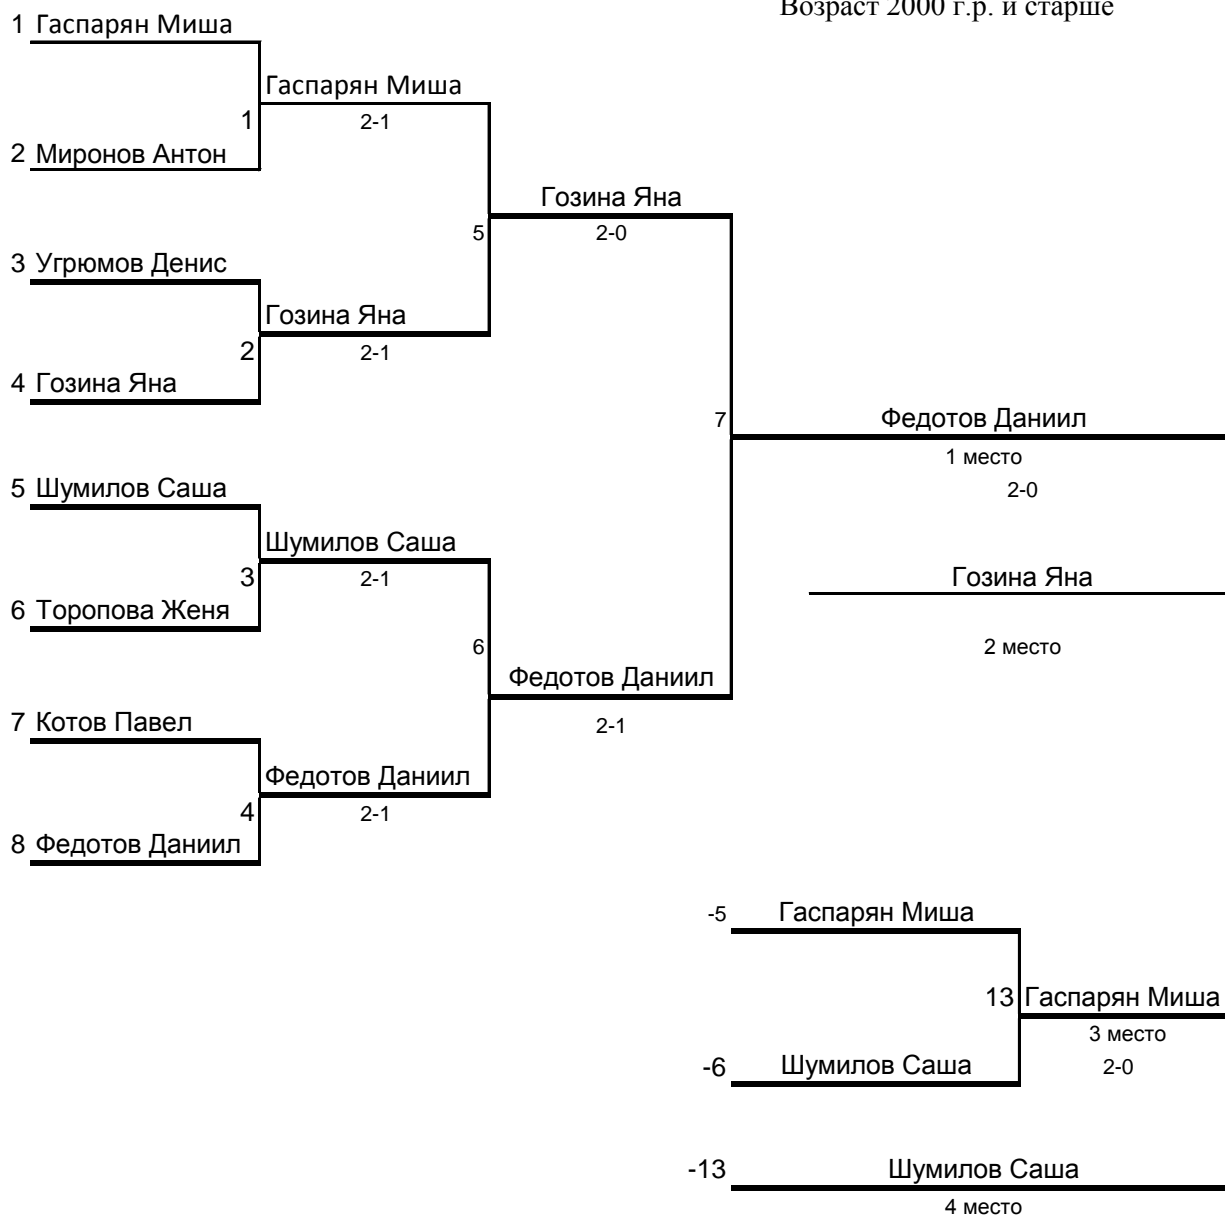 Возраст 2000 г.р. и старше
1 Гаспарян Миша
Гаспарян Миша
1
2-1
2 Миронов Антон
Гозина Яна
5
2-0
3 Угрюмов Денис
Гозина Яна
2
2-1
4 Гозина Яна
7
Федотов Даниил
1 место
2-0
5 Шумилов Саша
Шумилов Саша
3
2-1
Гозина Яна
6 Торопова Женя
6
2 место
Федотов Даниил
2-1
7 Котов Павел
Федотов Даниил
4
2-1
8 Федотов Даниил
-5 Гаспарян Миша
13 Гаспарян Миша
3 место
2-0
-6 Шумилов Саша
-13 Шумилов Саша
4 место